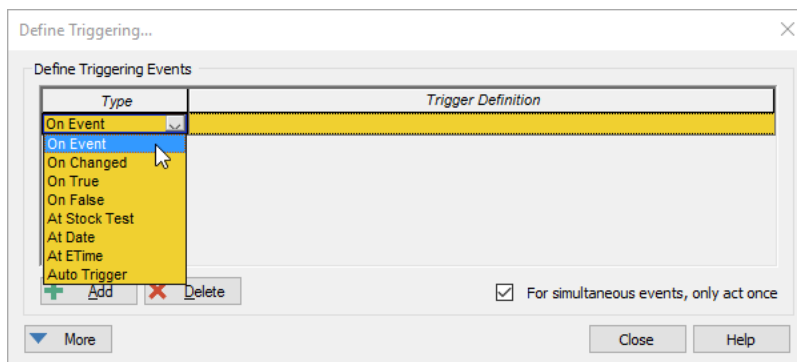 Define Triggering...
Define Triggering Events
Type Trigger Definition
On Event
On Event
On Changed
On True
On False
At Stock Test
At Date
At ETime
Auto Trigger
Add Delete For simultaneous events, only act once
More Close Help